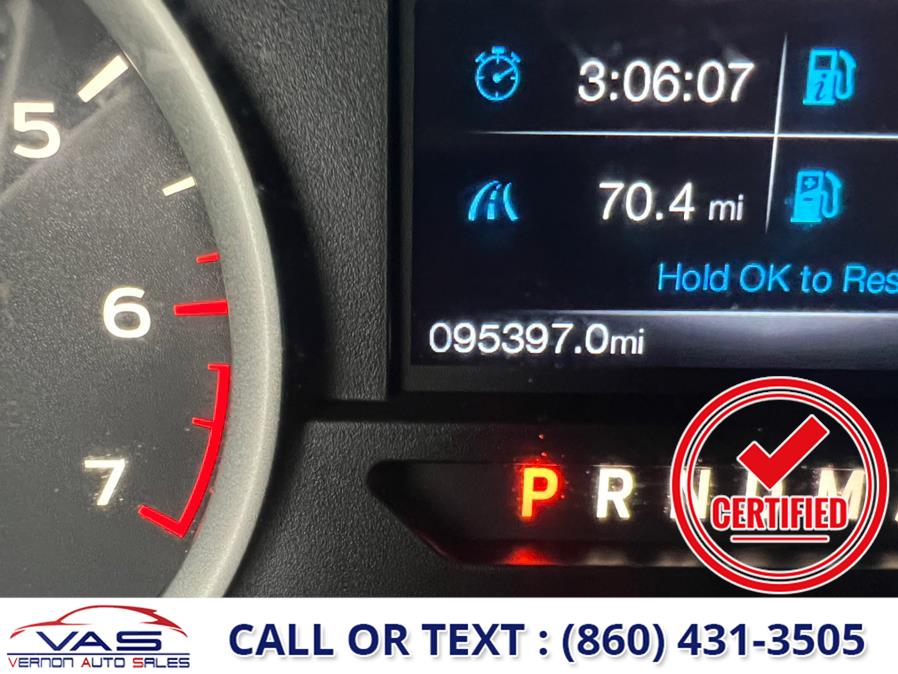 5
6
7
3:06:07
70.4 mi
Hold OK to Res
095397.0mi
P R N D M
CERTIFIED
VAS
VERNON AUTO SALES
CALL OR TEXT : (860) 431-3505